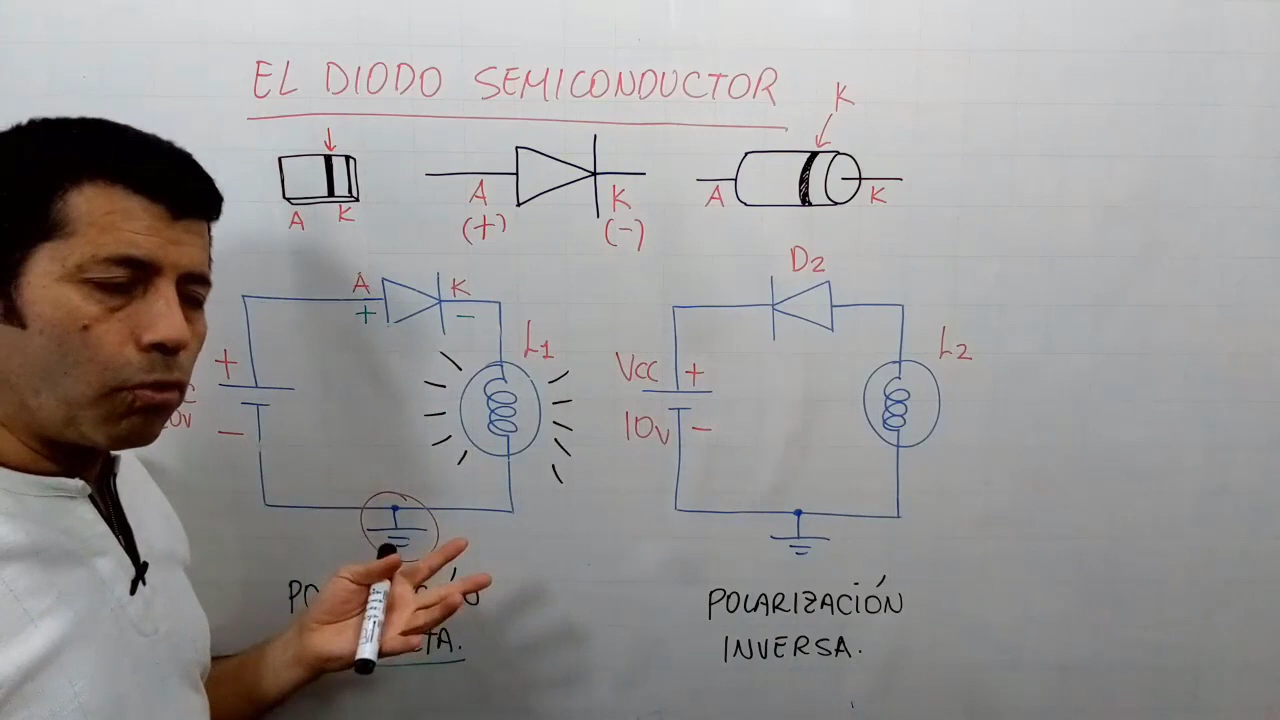 EL DIODO SEMICONDUCTOR
K
A K
A K
(+) (-)
A K
A K
+ -
+
-
L1
D2
VCC +
10V -
L2
POLARIZACIÓN
INVERSA.